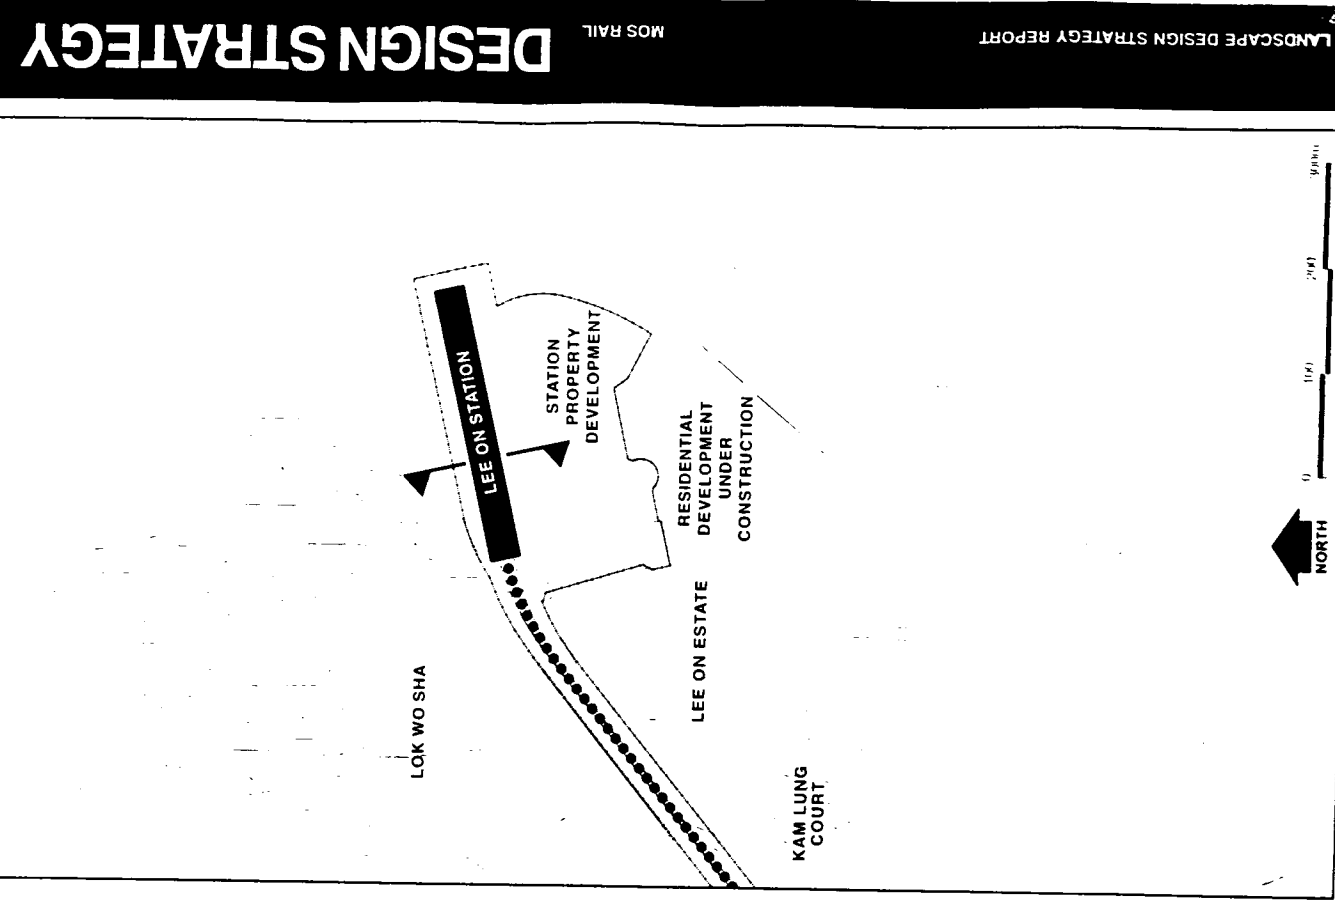 LANDSCAPE DESIGN STRATEGY REPORT
MOS RAIL
DESIGN STRATEGY
LEE ON STATION
STATION
PROPERTY
DEVELOPMENT
RESIDENTIAL
DEVELOPMENT
UNDER
CONSTRUCTION
LOK WO SHA
LEE ON ESTATE
KAM LUNG
COURT
NORTH
0
100
200